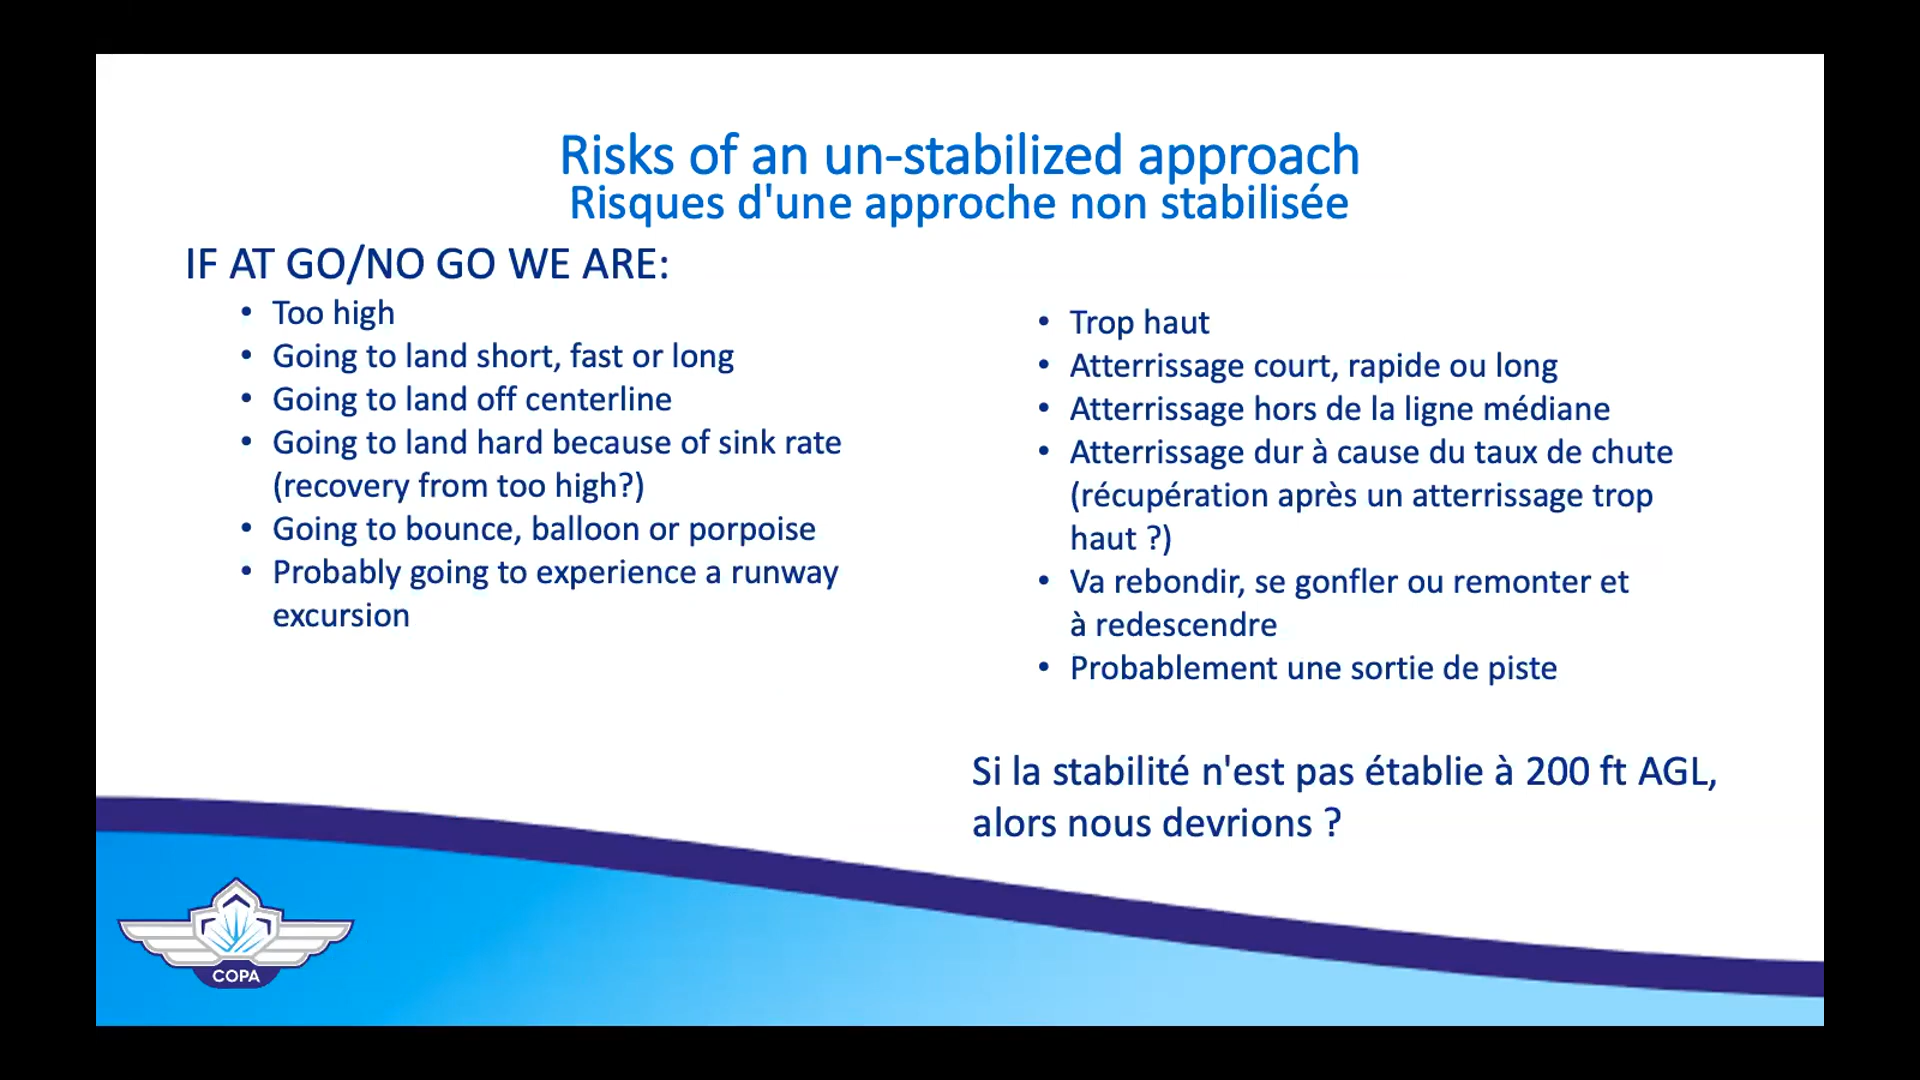 Risks of an un-stabilized approach
Risques d'une approche non stabilisée
IF AT GO/NO GO WE ARE:
• Too high
• Going to land short, fast or long
• Going to land off centerline
• Going to land hard because of sink rate
(recovery from too high?)
• Going to bounce, balloon or porpoise
• Probably going to experience a runway
excursion
• Trop haut
• Atterrissage court, rapide ou long
• Atterrissage hors de la ligne médiane
• Atterrissage dur à cause du taux de chute
(récupération après un atterrissage trop
haut ?)
• Va rebondir, se gonfler ou remonter et
à redescendre
• Probablement une sortie de piste
Si la stabilité n'est pas établie à 200 ft AGL,
alors nous devrions ?
COPA